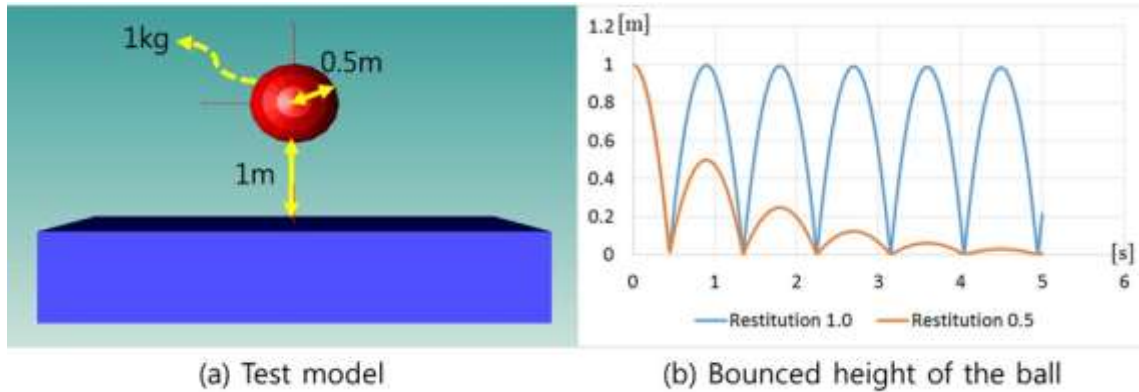 1kg
0.5m
1m
(a) Test model
1.2 [m]
1
0.8
0.6
0.4
0.2
0
0 1 2 3 4 5 6
[s]
Restitution 1.0 Restitution 0.5
(b) Bounced height of the ball